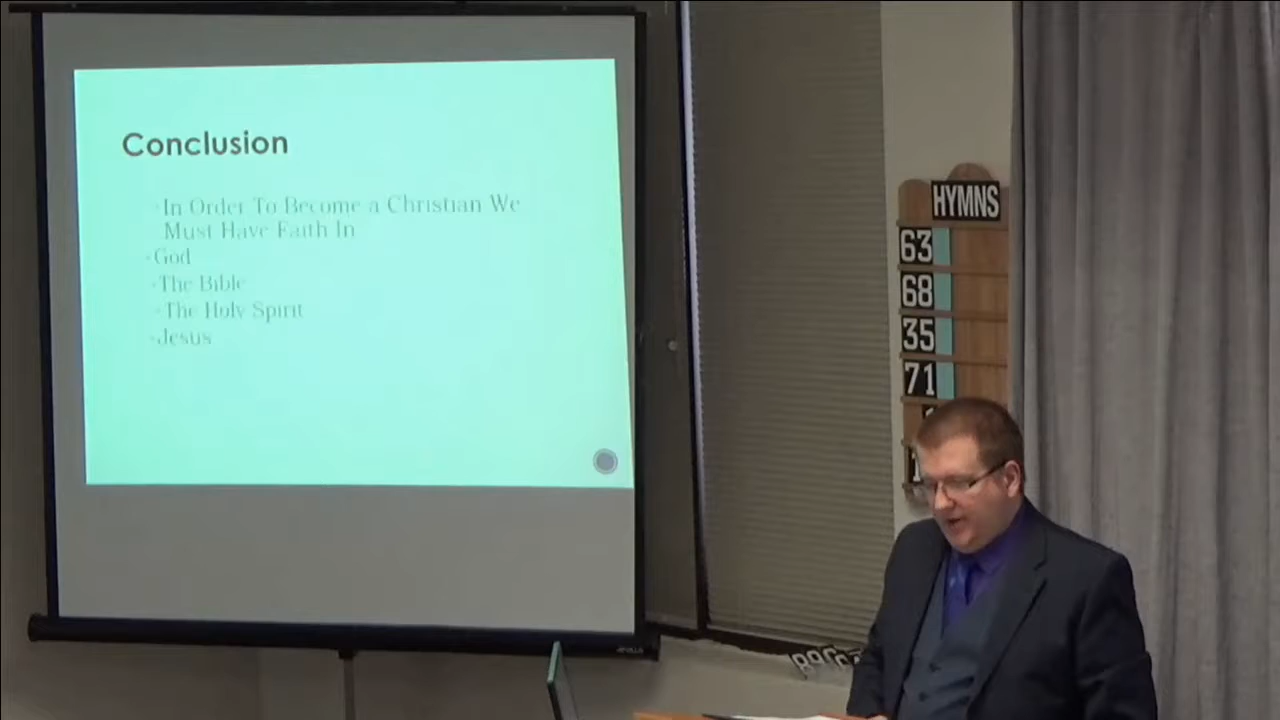 Conclusion
In Order To Become a Christian We
Must Have Faith In
God
The Bible
The Holy Spirit
Jesus
HYMNS
63
68
35
71
APOLLO